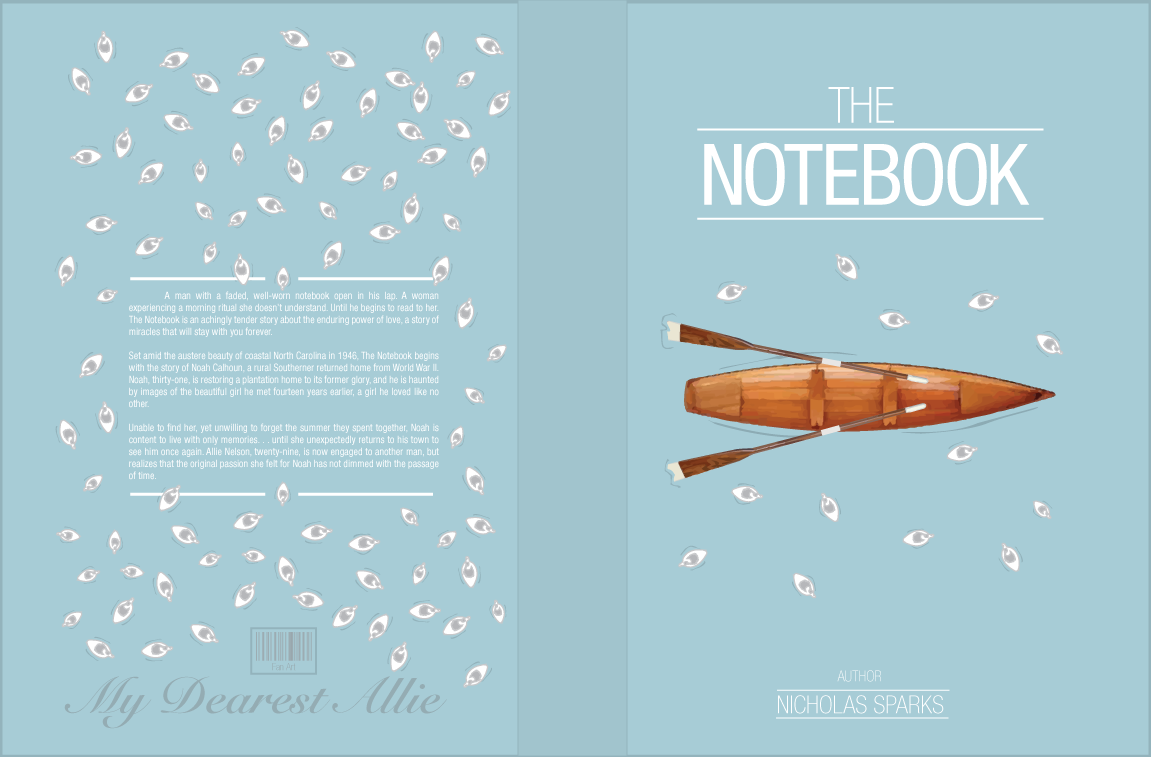 A man with a faded, well-worn notebook open in his lap. A woman
experiencing a morning ritual she doesn't understand. Until he begins to read to her.
The Notebook is an achingly tender story about the enduring power of love, a story of
miracles that will stay with you forever.
Set amid the austere beauty of coastal North Carolina in 1946, The Notebook begins
with the story of Noah Calhoun, a rural Southerner returned home from World War II.
Noah, thirty-one, is restoring a plantation home to its former glory, and he is haunted
by images of the beautiful girl he met fourteen years earlier, a girl he loved like no
other.
Unable to find her, yet unwilling to forget the summer they spent together, Noah is
content to live with only memories. . . until she unexpectedly returns to his town to
see him once again. Allie Nelson, twenty-nine, is now engaged to another man, but
realizes that the original passion she felt for Noah has not dimmed with the passage
of time.
Fan Art
My Dearest Allie
THE
NOTEBOOK
AUTHOR
NICHOLAS SPARKS